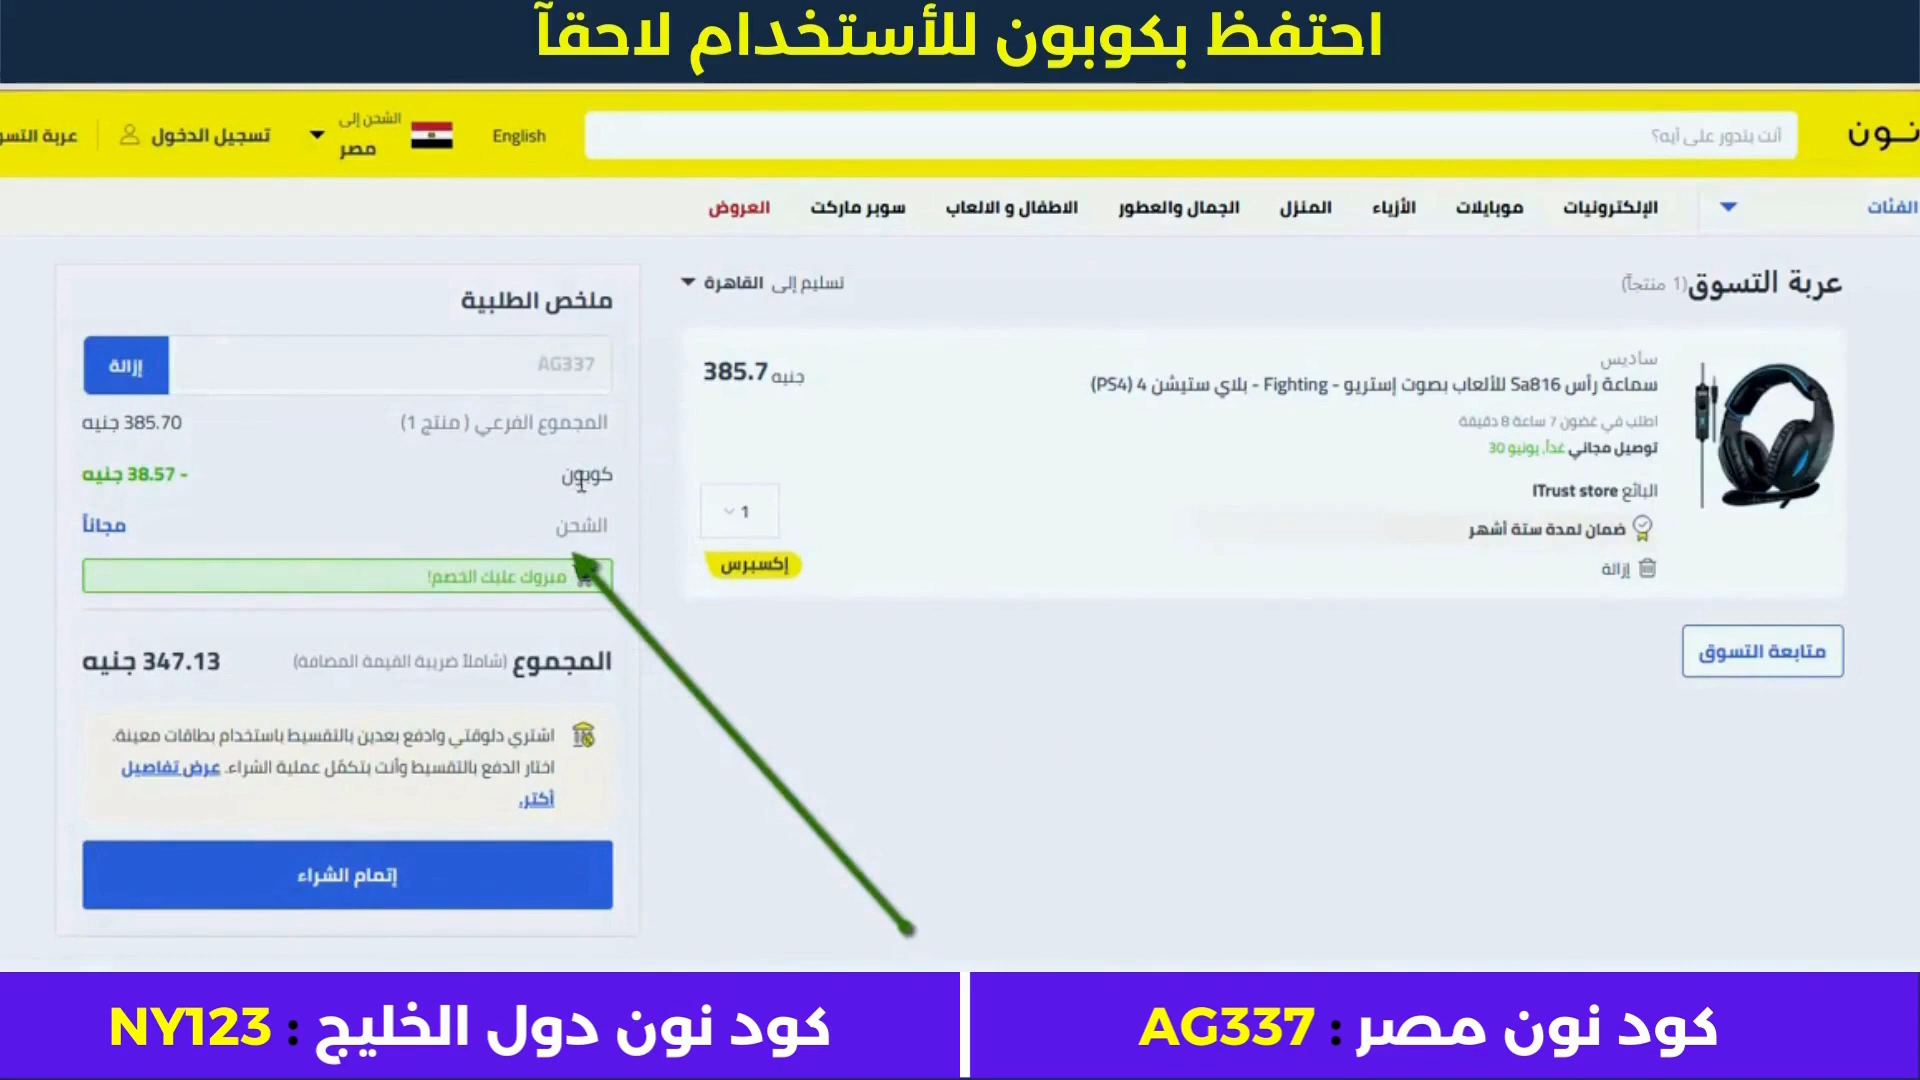 احتفظ بكوبون للأستخدام لاحقاً
نون
أنت بتدور على أيه؟
English
الشحن إلى
مصر
تسجيل الدخول
عربة التسو
الفئات
الإلكترونيات
موبايلات
الأزياء
المنزل
الجمال والعطور
الاطفال و الالعاب
سوبر ماركت
العروض
عربة التسوق (1 منتجاً)
تسليم إلى القاهرة
ساديس
سماعة رأس Sa816 للألعاب بصوت إستريو - Fighting - بلاي ستيشن 4 (PS4)
جنيه 385.7
اطلب في غضون 7 ساعة 8 دقيقة
توصيل مجاني غداً, يونيو 30
البائع ITrust store
ضمان لمدة ستة أشهر
إزالة
1
إكسبرس
متابعة التسوق
ملخص الطلبية
AG337
إزالة
المجموع الفرعي ( منتج 1)
385.70 جنيه
كوبون
- 38.57 جنيه
الشحن
مجاناً
مبروك عليك الخصم!
المجموع (شاملاً ضريبة القيمة المضافة)
347.13 جنيه
اشتري دلوقتي وادفع بعدين بالتقسيط باستخدام بطاقات معينة.
اختار الدفع بالتقسيط وأنت بتكمّل عملية الشراء. عرض تفاصيل
أكتر.
إتمام الشراء
كود نون مصر : AG337
كود نون دول الخليج : NY123